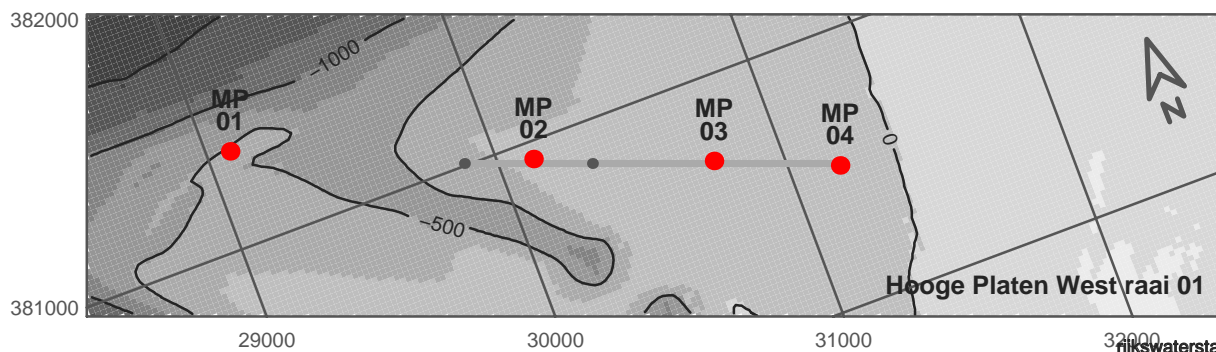 382000
-1000
MP
01
MP
02
MP
03
MP
04
0
-500
N
Hooge Platen West raai 01
381000
29000
30000
31000
32000
rijkswatersta